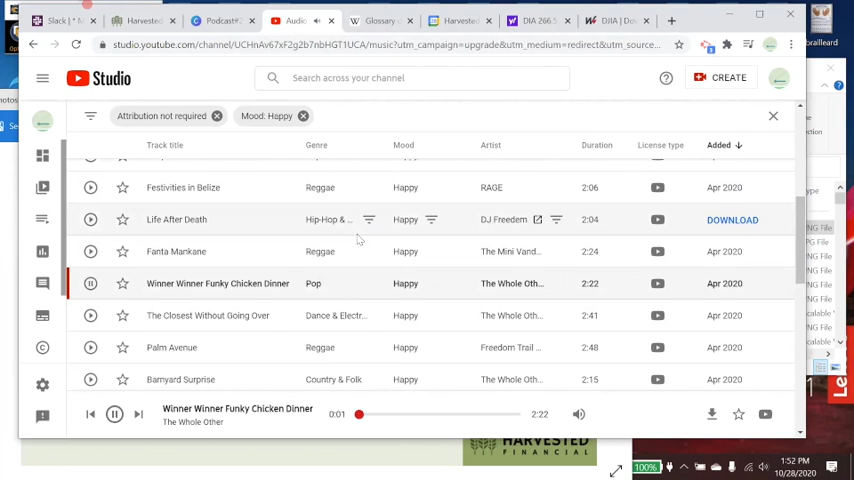 Slack | * M
Harvested
Podcast#2
Audio
Glossary o
Harvested
DIA 266.5
DJIA | Dow
studio.youtube.com/channel/UCHnAv67xF2g2b7nbHGT1UCA/music?utm_campaign=upgrade&utm_medium=redirect&utm_source...
brailleard
Studio
Search across your channel
CREATE
hotos
Se
Attribution not required
Mood: Happy
Track title Genre Mood Artist Duration License type Added
Festivities in Belize Reggae Happy RAGE 2:06 Apr 2020
Life After Death Hip-Hop & ... Happy DJ Freedem 2:04 DOWNLOAD
Fanta Mankane Reggae Happy The Mini Vand... 2:24 Apr 2020
Winner Winner Funky Chicken Dinner Pop Happy The Whole Oth... 2:22 Apr 2020
The Closest Without Going Over Dance & Electr... Happy The Whole Oth... 2:41 Apr 2020
Palm Avenue Reggae Happy Freedom Trail ... 2:48 Apr 2020
Barnyard Surprise Country & Folk Happy The Whole Oth... 2:15 Apr 2020
Winner Winner Funky Chicken Dinner
The Whole Other
0:01
2:22
HARVESTED
FINANCIAL
100%
1:52 PM
10/28/2020